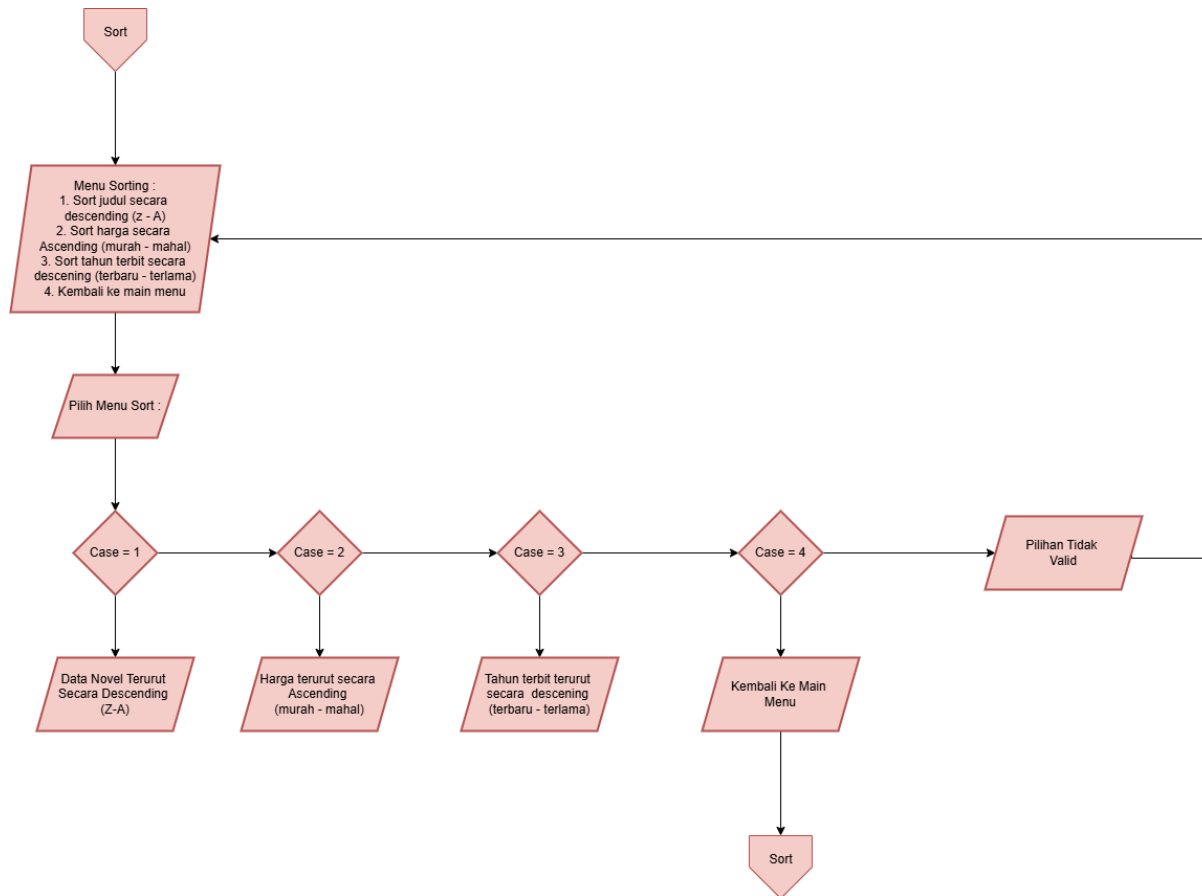 Sort
Menu Sorting :
1. Sort judul secara
descending (z - A)
2. Sort harga secara
Ascending (murah - mahal)
3. Sort tahun terbit secara
descening (terbaru - terlama)
4. Kembali ke main menu
Pilih Menu Sort :
Case = 1
Case = 2
Case = 3
Case = 4
Pilihan Tidak
Valid
Data Novel Terurut
Secara Descending
(Z-A)
Harga terurut secara
Ascending
(murah - mahal)
Tahun terbit terurut
secara  descening
(terbaru - terlama)
Kembali Ke Main
Menu
Sort